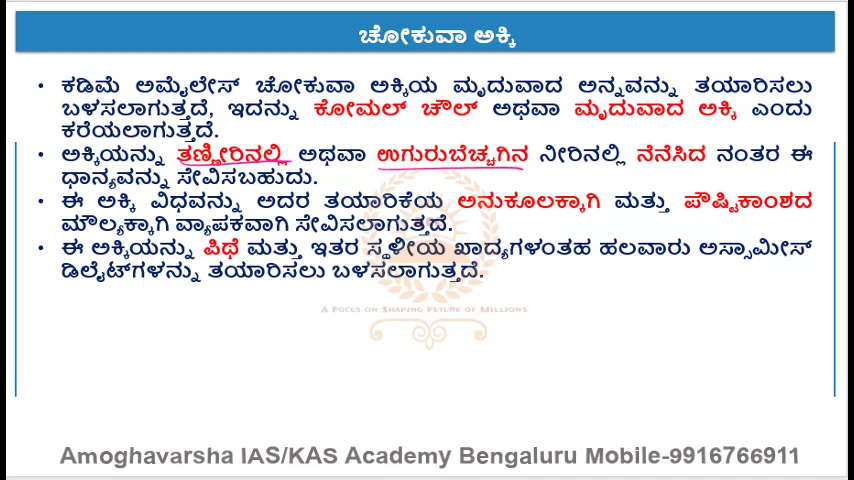 ಚೋಕುವಾ ಅಕ್ಕಿ
• ಕಡಿಮೆ ಅಮೈಲೇಸ್ ಚೋಕುವಾ ಅಕ್ಕಿಯ ಮೃದುವಾದ ಅನ್ನವನ್ನು ತಯಾರಿಸಲು
ಬಳಸಲಾಗುತ್ತದೆ, ಇದನ್ನು ಕೋಮಲ್ ಚೌಲ್ ಅಥವಾ ಮೃದುವಾದ ಅಕ್ಕಿ ಎಂದು
ಕರೆಯಲಾಗುತ್ತದೆ.
• ಅಕ್ಕಿಯನ್ನು ತಣ್ಣೀರಿನಲ್ಲಿ ಅಥವಾ ಉಗುರುಬೆಚ್ಚಗಿನ ನೀರಿನಲ್ಲಿ ನೆನೆಸಿದ ನಂತರ ಈ
ಧಾನ್ಯವನ್ನು ಸೇವಿಸಬಹುದು.
• ಈ ಅಕ್ಕಿ ವಿಧವನ್ನು ಅದರ ತಯಾರಿಕೆಯ ಅನುಕೂಲಕ್ಕಾಗಿ ಮತ್ತು ಪೌಷ್ಟಿಕಾಂಶದ
ಮೌಲ್ಯಕ್ಕಾಗಿ ವ್ಯಾಪಕವಾಗಿ ಸೇವಿಸಲಾಗುತ್ತದೆ.
• ಈ ಅಕ್ಕಿಯನ್ನು ಪಿಥೆ ಮತ್ತು ಇತರ ಸ್ಥಳೀಯ ಖಾದ್ಯಗಳಂತಹ ಹಲವಾರು ಅಸ್ಸಾಮೀಸ್
ಡಿಲೈಟ್‌ಗಳನ್ನು ತಯಾರಿಸಲು ಬಳಸಲಾಗುತ್ತದೆ.
A Focus on Shaping Future of Millions
Amoghavarsha IAS/KAS Academy Bengaluru Mobile-9916766911